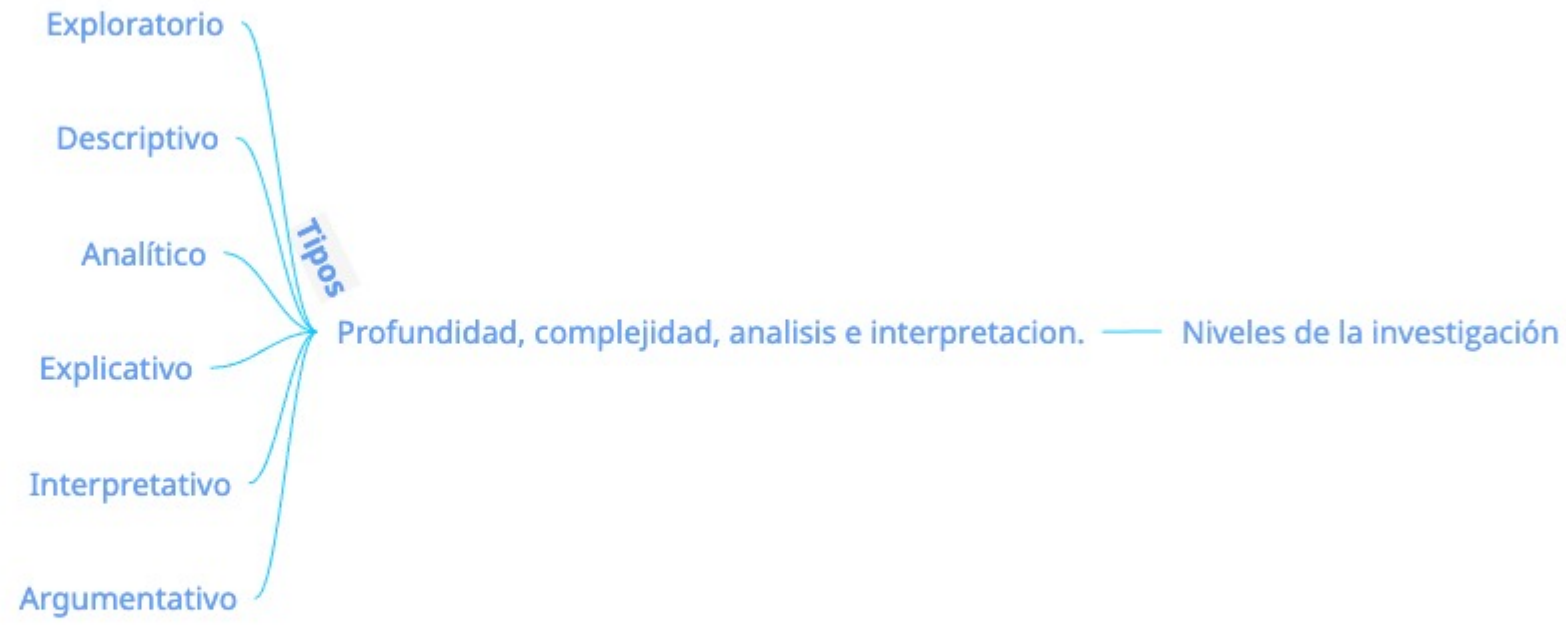 Exploratorio
Descriptivo
Analítico
Tipos
Profundidad, complejidad, analisis e interpretacion.
Niveles de la investigación
Explicativo
Interpretativo
Argumentativo